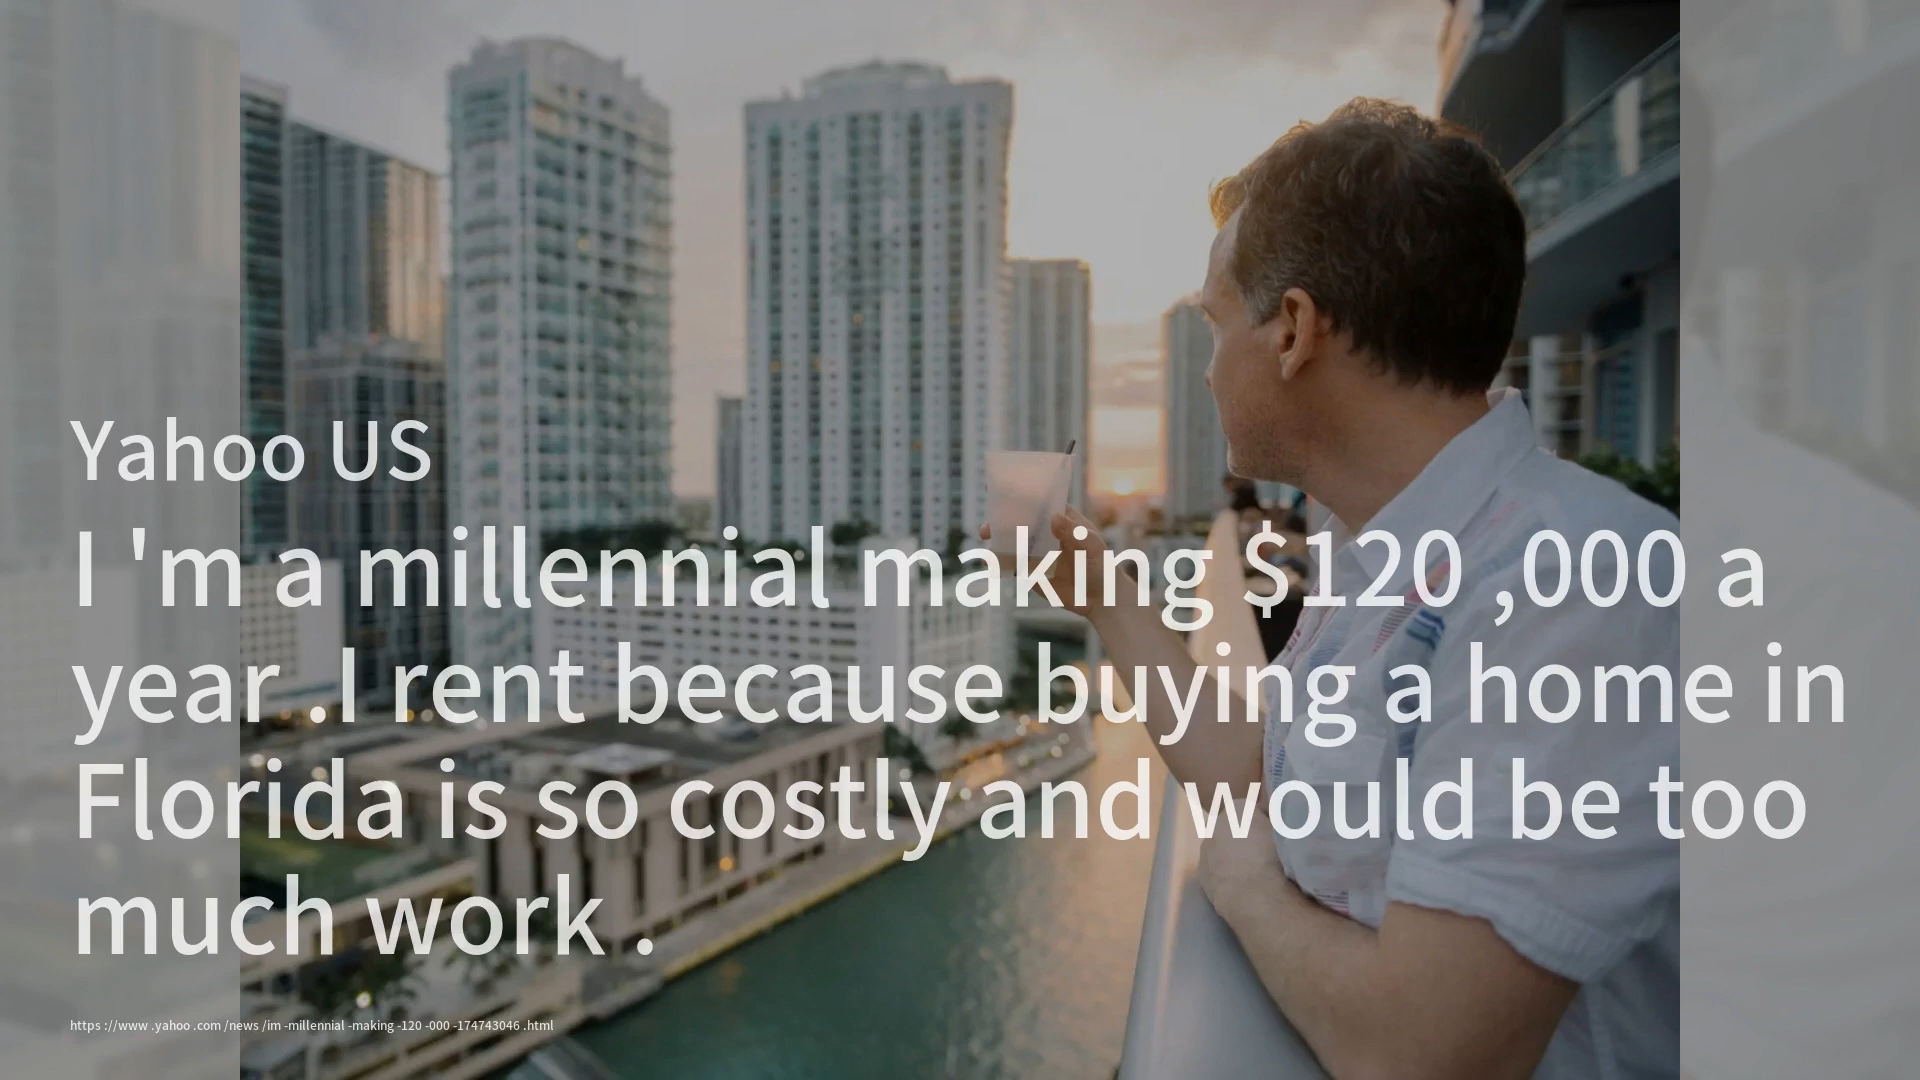 Yahoo US
I 'm a millennial making $120 ,000 a
year .I rent because buying a home in
Florida is so costly and would be too
much work .
https ://www .yahoo .com /news /im -millennial -making -120 -000 -174743046 .html